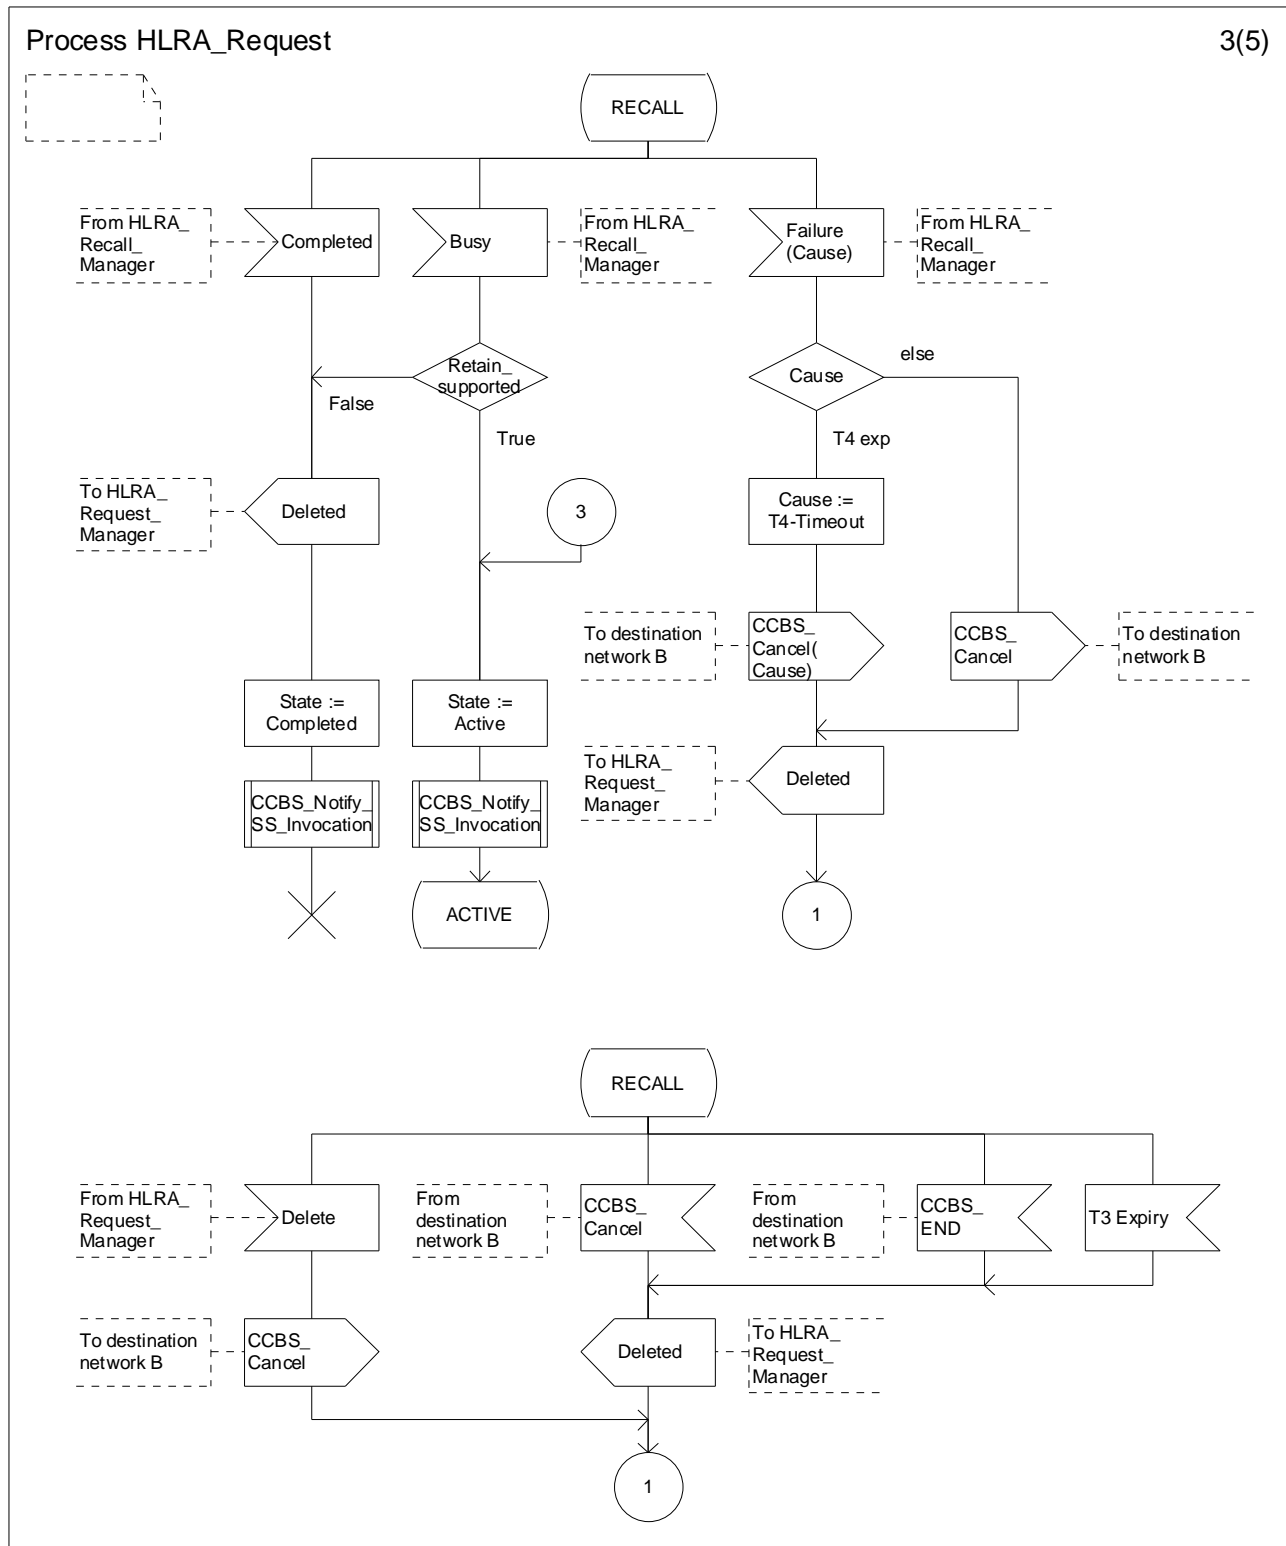 Process HLRA_Request
3(5)
RECALL
From HLRA_
Recall_
Manager
Completed
Busy
From HLRA_
Recall_
Manager
Failure
(Cause)
From HLRA_
Recall_
Manager
Retain_
supported
False
True
Cause
else
T4 exp
To HLRA_
Request_
Manager
Deleted
3
Cause :=
T4-Timeout
To destination
network B
CCBS_
Cancel(
Cause)
CCBS_
Cancel
To destination
network B
State :=
Completed
State :=
Active
To HLRA_
Request_
Manager
Deleted
CCBS_Notify_
SS_Invocation
CCBS_Notify_
SS_Invocation
ACTIVE
1
RECALL
From HLRA_
Request_
Manager
Delete
From
destination
network B
CCBS_
Cancel
From
destination
network B
CCBS_
END
T3 Expiry
To destination
network B
CCBS_
Cancel
Deleted
To HLRA_
Request_
Manager
1